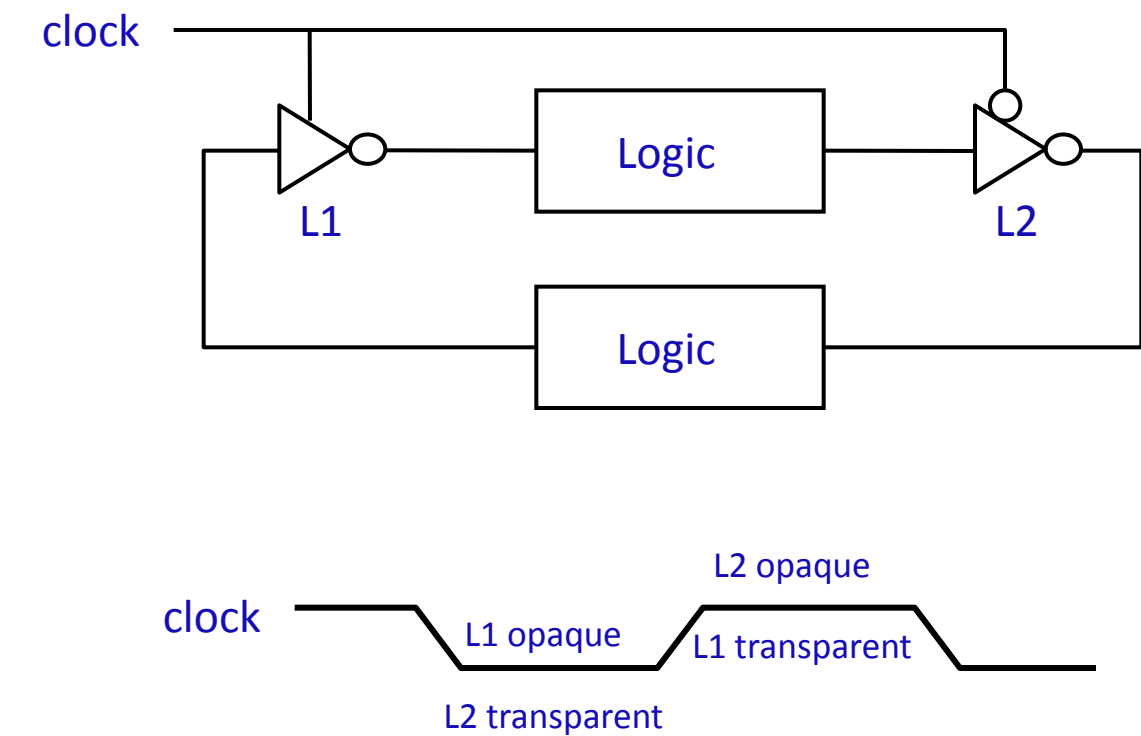 clock
Logic
L1
L2
Logic
L2 opaque
clock
L1 opaque
L1 transparent
L2 transparent